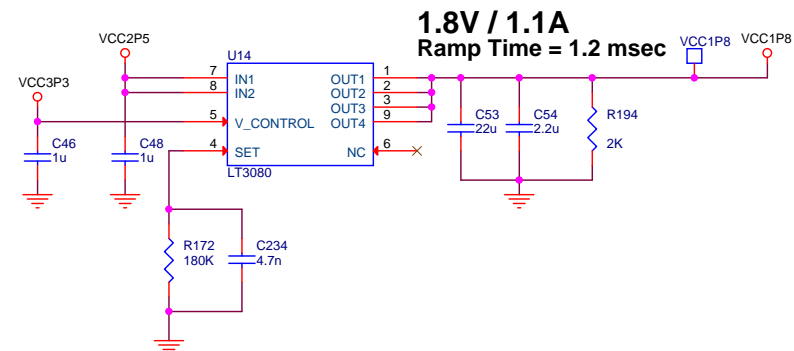 1.8V / 1.1A
Ramp Time = 1.2 msec
VCC2P5
VCC1P8
VCC1P8
VCC3P3
U14
7
8
5
4
IN1
IN2
V_CONTROL
SET
OUT1
OUT2
OUT3
OUT4
NC
1
2
3
9
6
LT3080
C46
1u
C48
1u
C53
22u
C54
2.2u
R194
2K
R172
180K
C234
4.7n